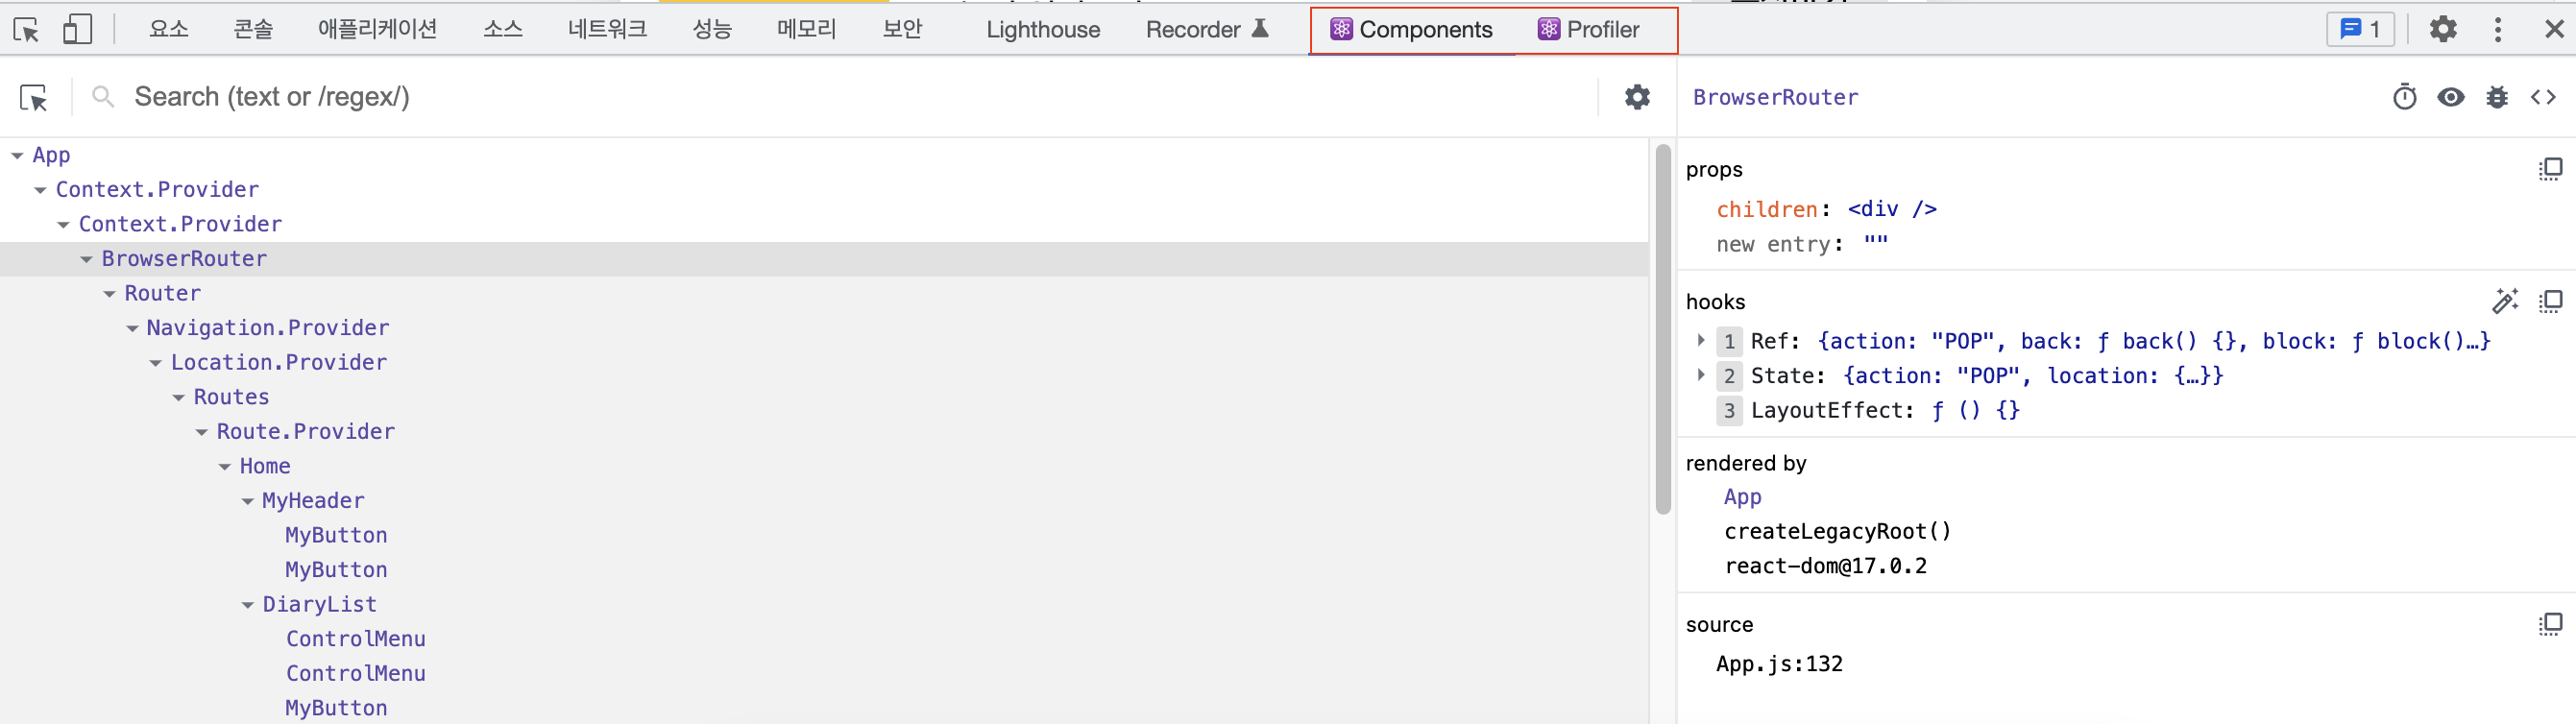 요소 콘솔 애플리케이션 소스 네트워크 성능 메모리 보안 Lighthouse Recorder Components Profiler 1
Search (text or /regex/)
App
Context.Provider
Context.Provider
BrowserRouter
Router
Navigation.Provider
Location.Provider
Routes
Route.Provider
Home
MyHeader
MyButton
MyButton
DiaryList
ControlMenu
ControlMenu
MyButton
BrowserRouter
props
children: <div />
new entry: ""
hooks
1 Ref: {action: "POP", back: ƒ back() {}, block: ƒ block()…}
2 State: {action: "POP", location: {…}}
3 LayoutEffect: ƒ () {}
rendered by
App
createLegacyRoot()
react-dom@17.0.2
source
App.js:132